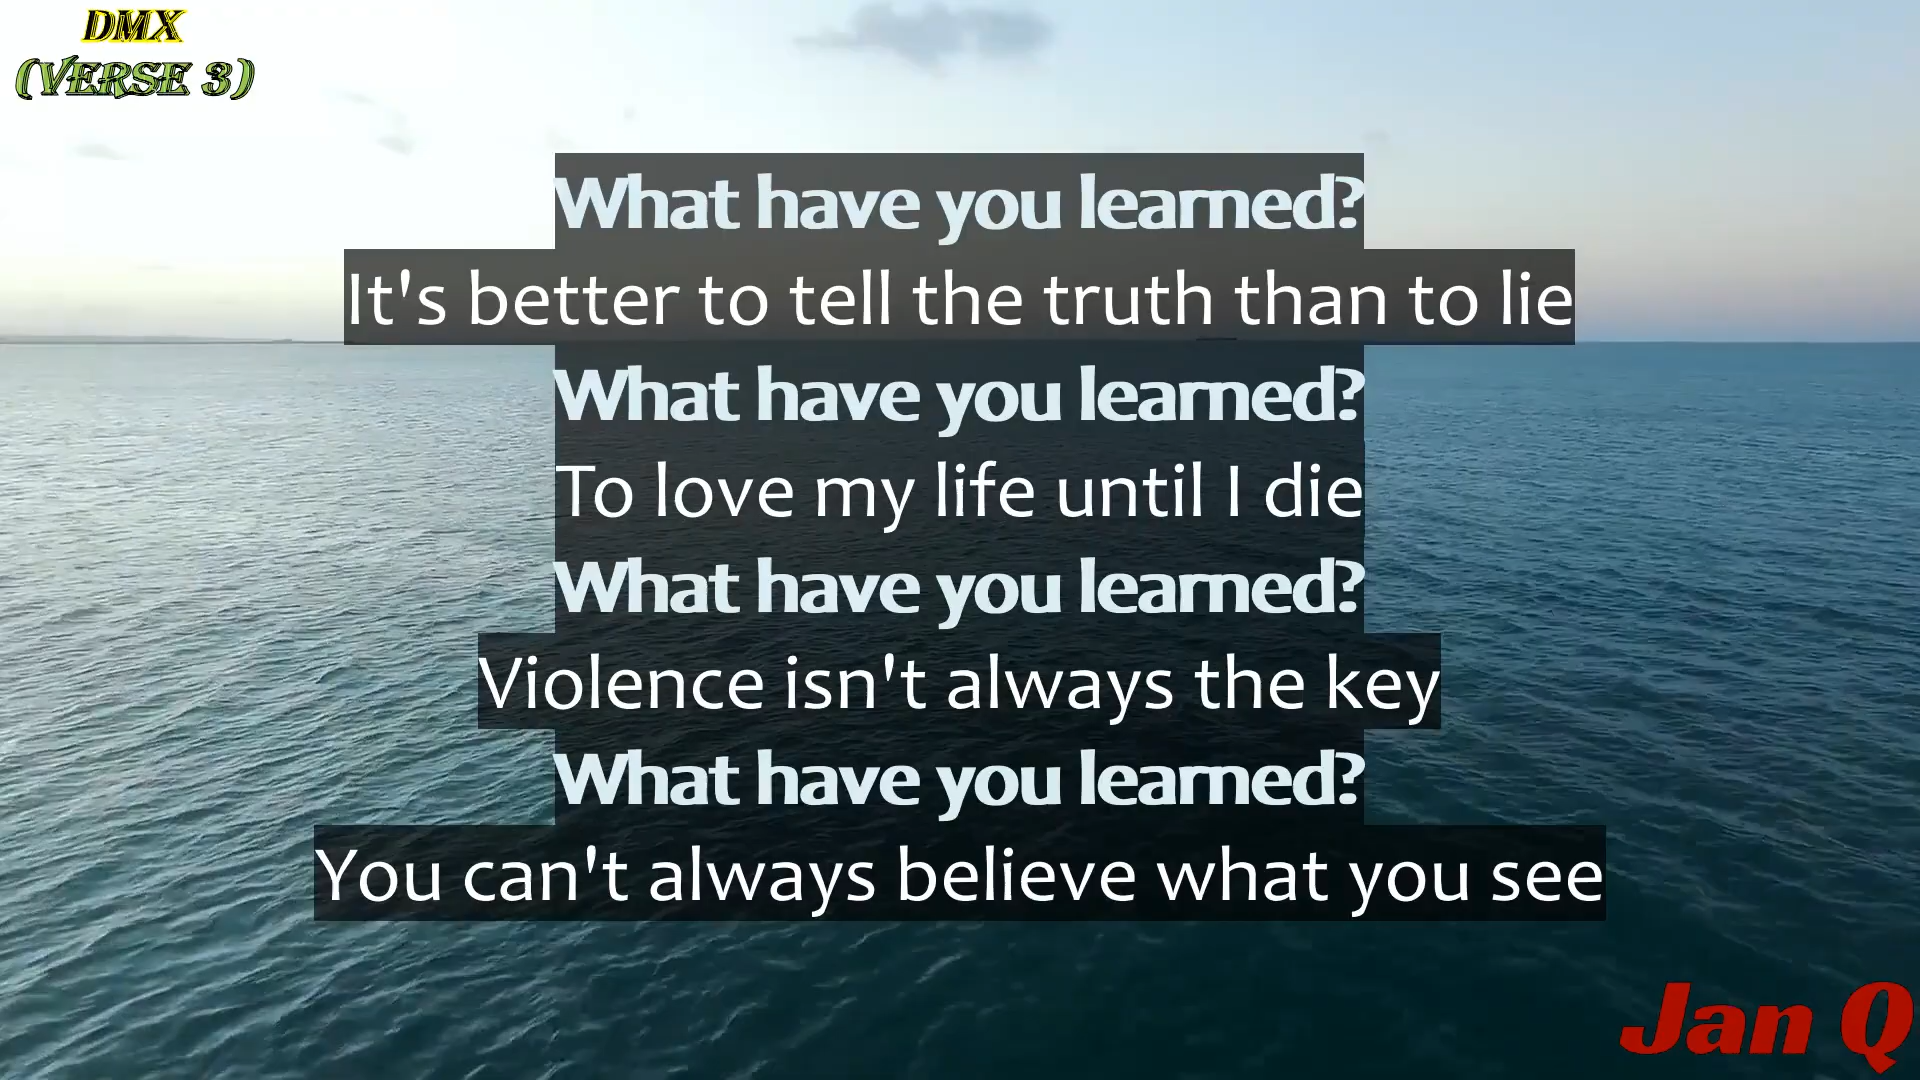 DMX
(VERSE 3)
What have you learned?
It's better to tell the truth than to lie
What have you learned?
To love my life until I die
What have you learned?
Violence isn't always the key
What have you learned?
You can't always believe what you see
Jan Q